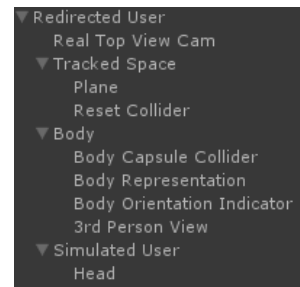 Redirected User
Real Top View Cam
Tracked Space
Plane
Reset Collider
Body
Body Capsule Collider
Body Representation
Body Orientation Indicator
3rd Person View
Simulated User
Head